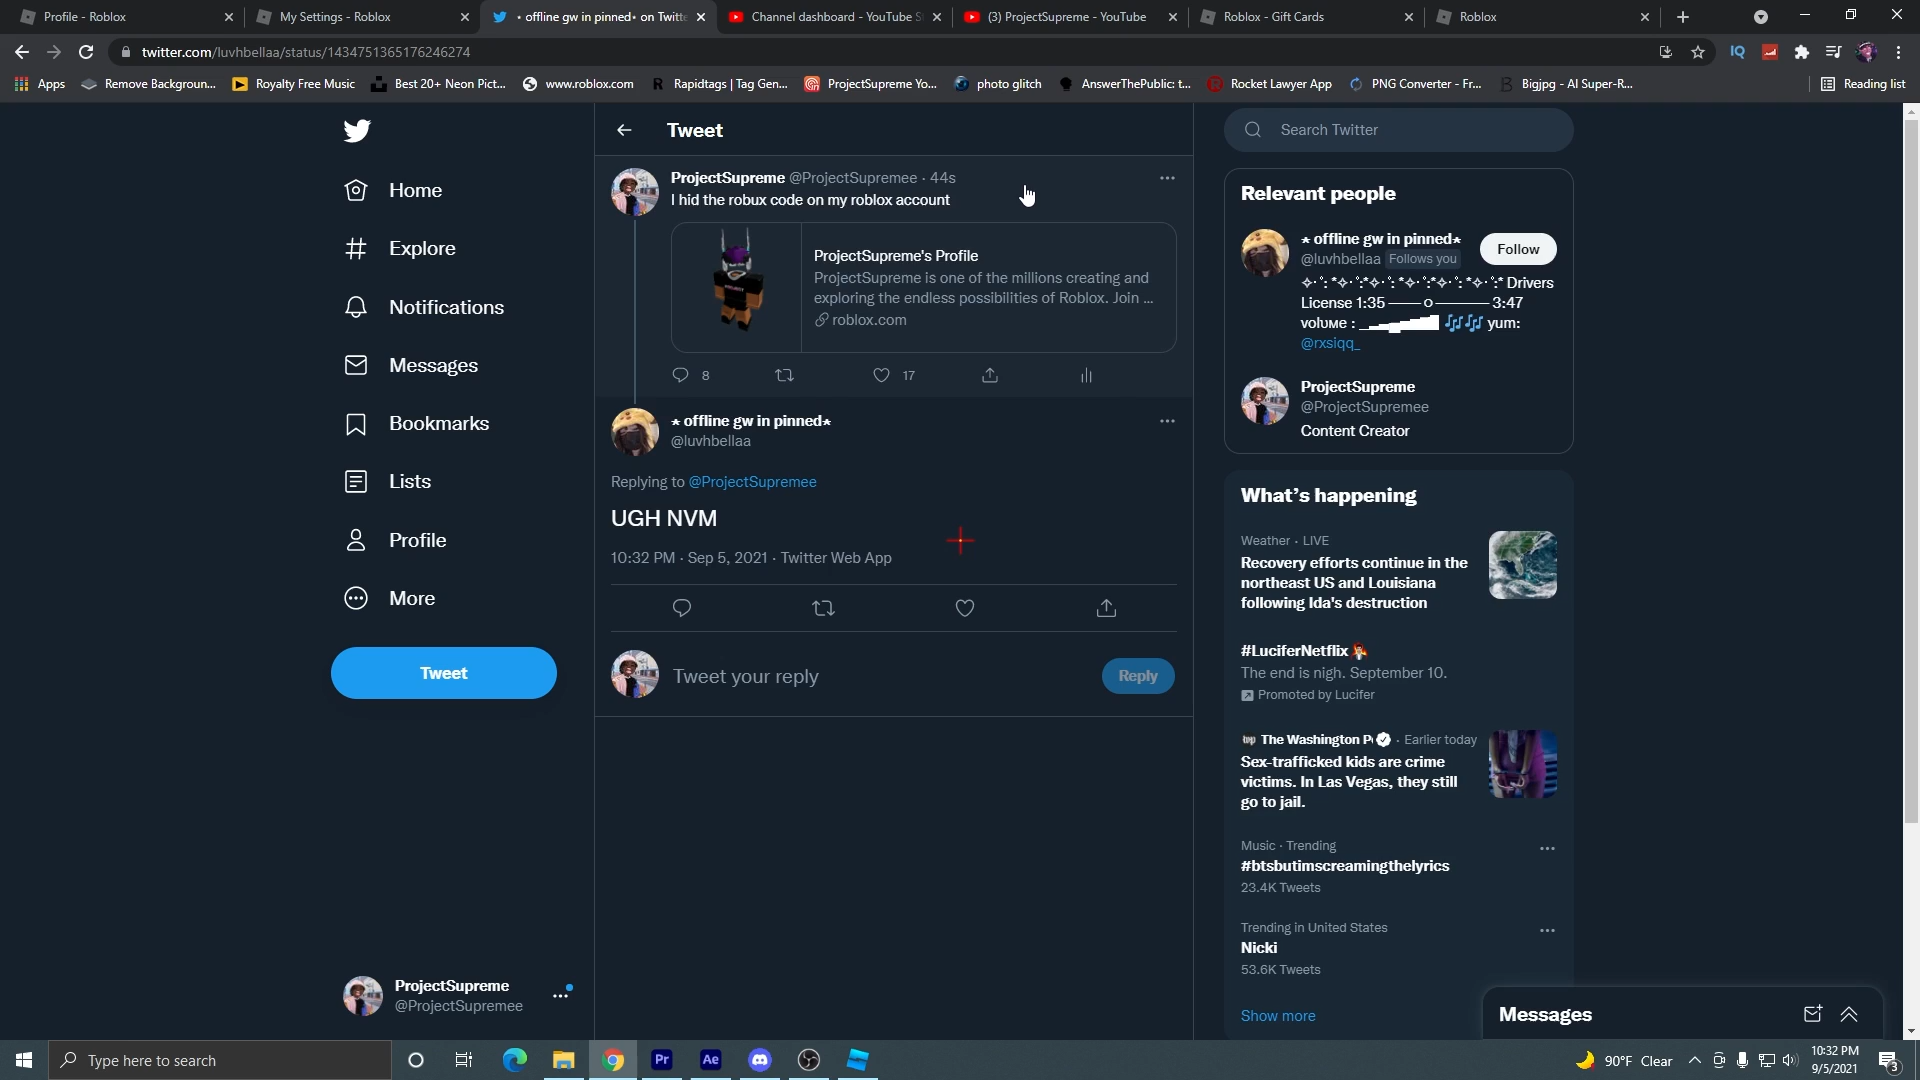 Profile - Roblox
My Settings - Roblox
• offline gw in pinned• on Twitte
Channel dashboard - YouTube S
(3) ProjectSupreme - YouTube
Roblox - Gift Cards
Roblox
twitter.com/luvhbellaa/status/1434751365176246274
Apps
Remove Backgroun...
Royalty Free Music
Best 20+ Neon Pict...
www.roblox.com
Rapidtags | Tag Gen...
ProjectSupreme Yo...
photo glitch
AnswerThePublic: t...
Rocket Lawyer App
PNG Converter - Fr...
Bigjpg - AI Super-R...
Reading list
Home
Explore
Notifications
Messages
Bookmarks
Lists
Profile
More
Tweet
ProjectSupreme
@ProjectSupremee
Tweet
ProjectSupreme @ProjectSupremee · 44s
I hid the robux code on my roblox account
ProjectSupreme's Profile
ProjectSupreme is one of the millions creating and
exploring the endless possibilities of Roblox. Join ...
roblox.com
8
17
⋆ offline gw in pinned⋆
@luvhbellaa
Replying to @ProjectSupremee
UGH NVM
10:32 PM · Sep 5, 2021 · Twitter Web App
Tweet your reply
Reply
Search Twitter
Relevant people
⋆ offline gw in pinned⋆
@luvhbellaa Follows you
Follow
Drivers
License 1:35 ——o———— 3:47
volυмe : 🎶🎶 yum:
@rxsiqq_
ProjectSupreme
@ProjectSupremee
Content Creator
What's happening
Weather · LIVE
Recovery efforts continue in the
northeast US and Louisiana
following Ida's destruction
#LuciferNetflix
The end is nigh. September 10.
Promoted by Lucifer
The Washington P · Earlier today
Sex-trafficked kids are crime
victims. In Las Vegas, they still
go to jail.
Music · Trending
#btsbutimscreamingthelyrics
23.4K Tweets
Trending in United States
Nicki
53.6K Tweets
Show more
Messages
Type here to search
Pr
Ae
90°F Clear
10:32 PM
9/5/2021
3